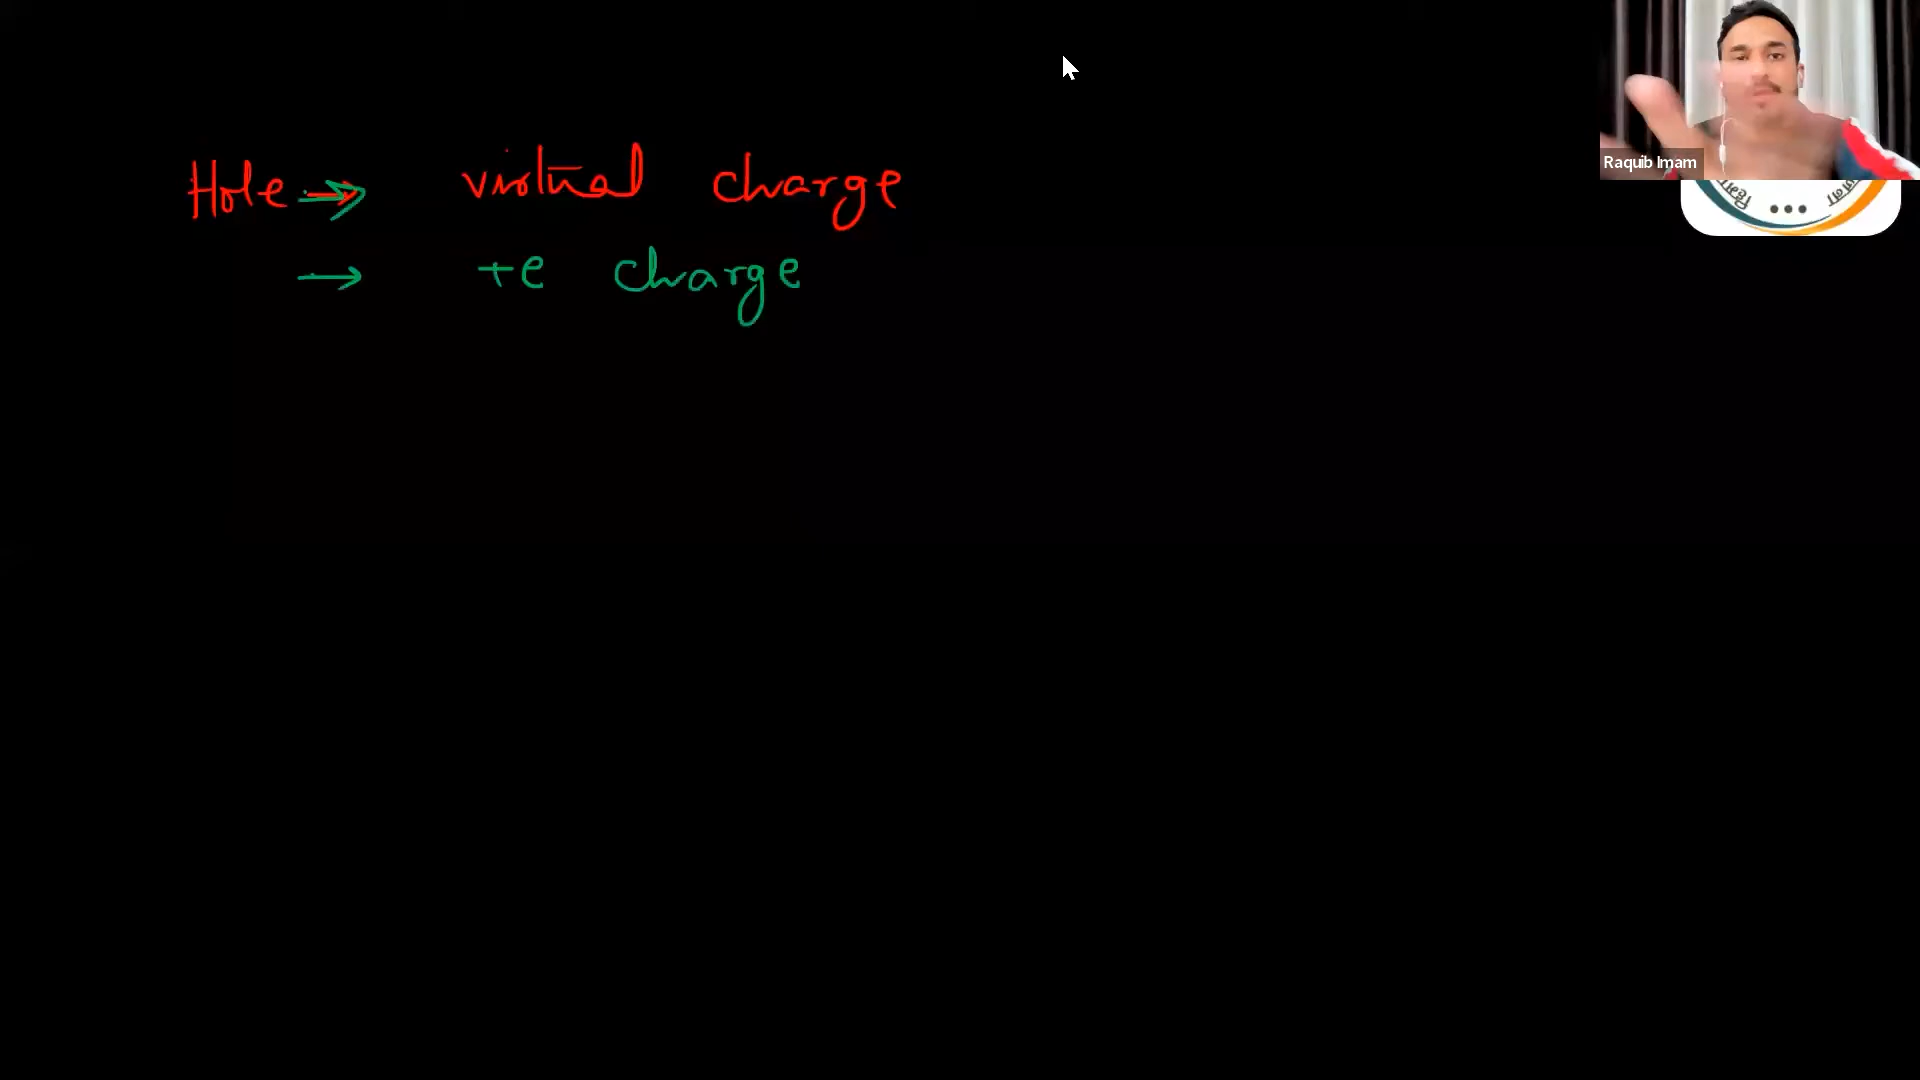 Hole → virtual charge
→ +e charge
Raquib Imam